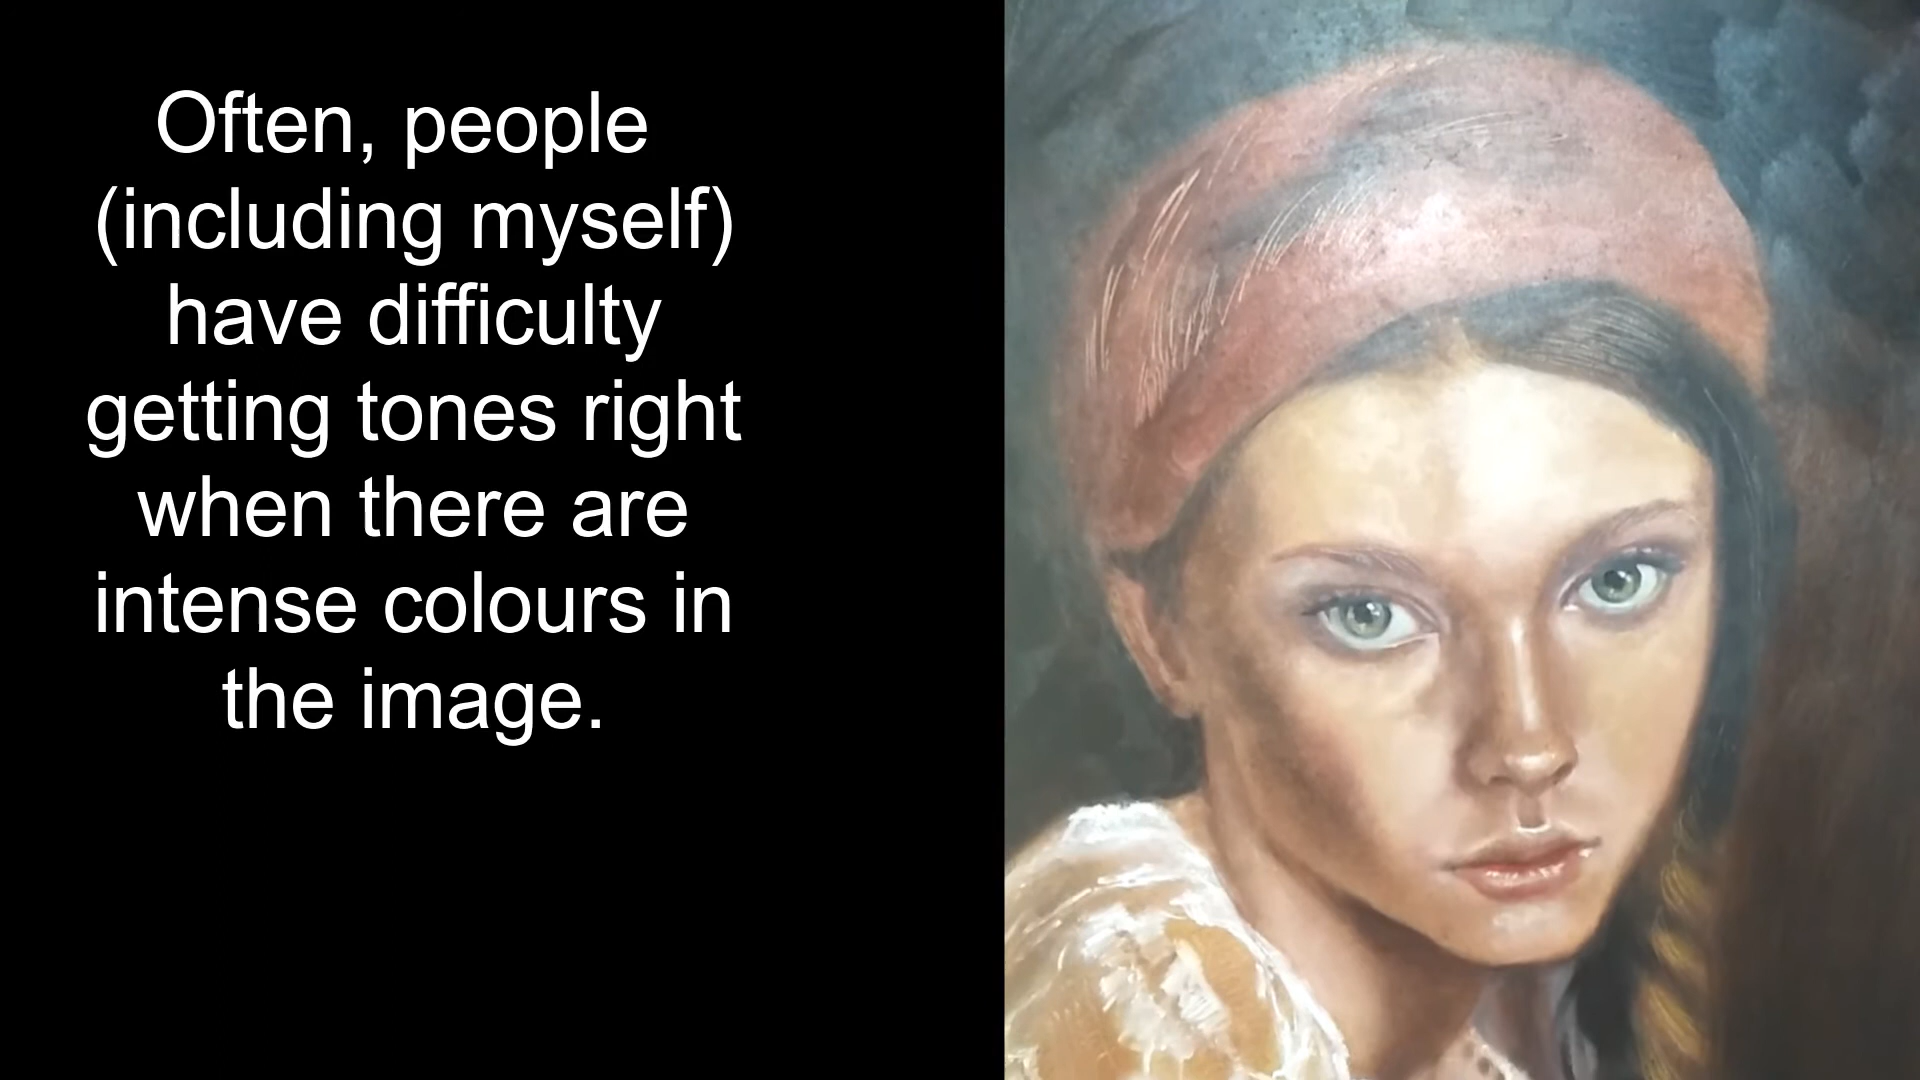 Often, people
(including myself)
have difficulty
getting tones right
when there are
intense colours in
the image.